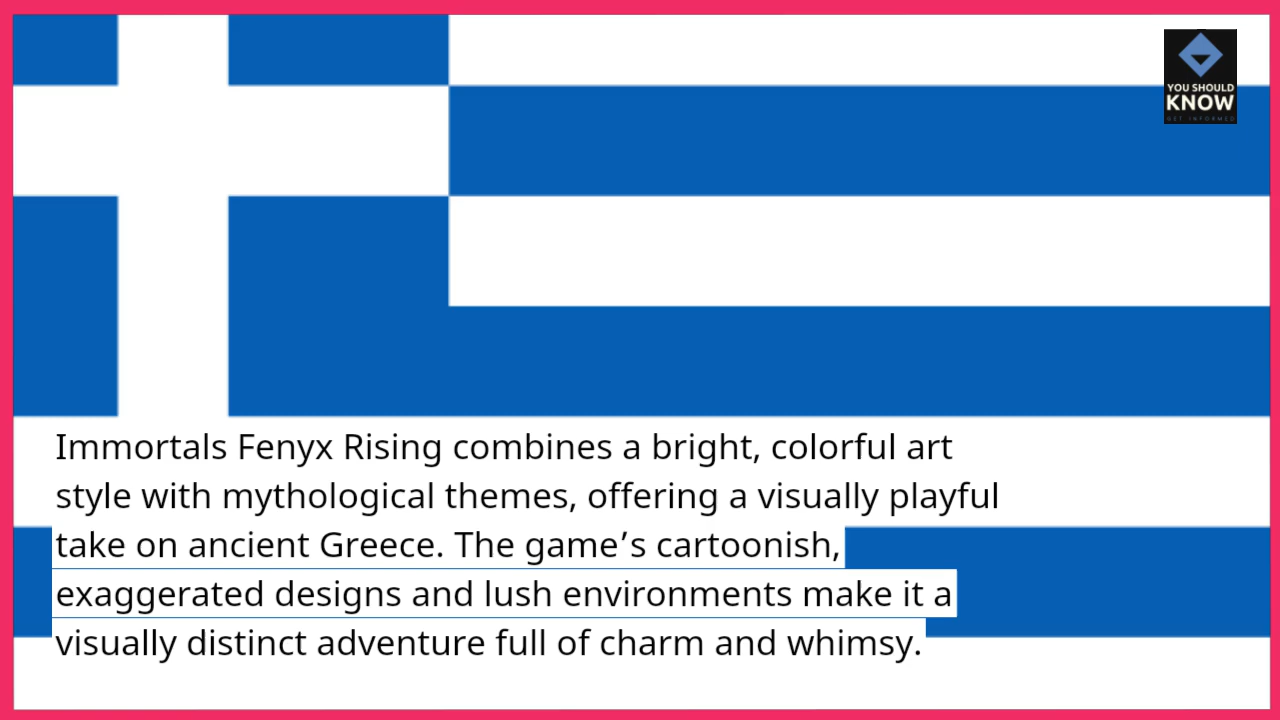 YOU SHOULD
KNOW
GET INFORMED
Immortals Fenyx Rising combines a bright, colorful art
style with mythological themes, offering a visually playful
take on ancient Greece. The game’s cartoonish,
exaggerated designs and lush environments make it a
visually distinct adventure full of charm and whimsy.